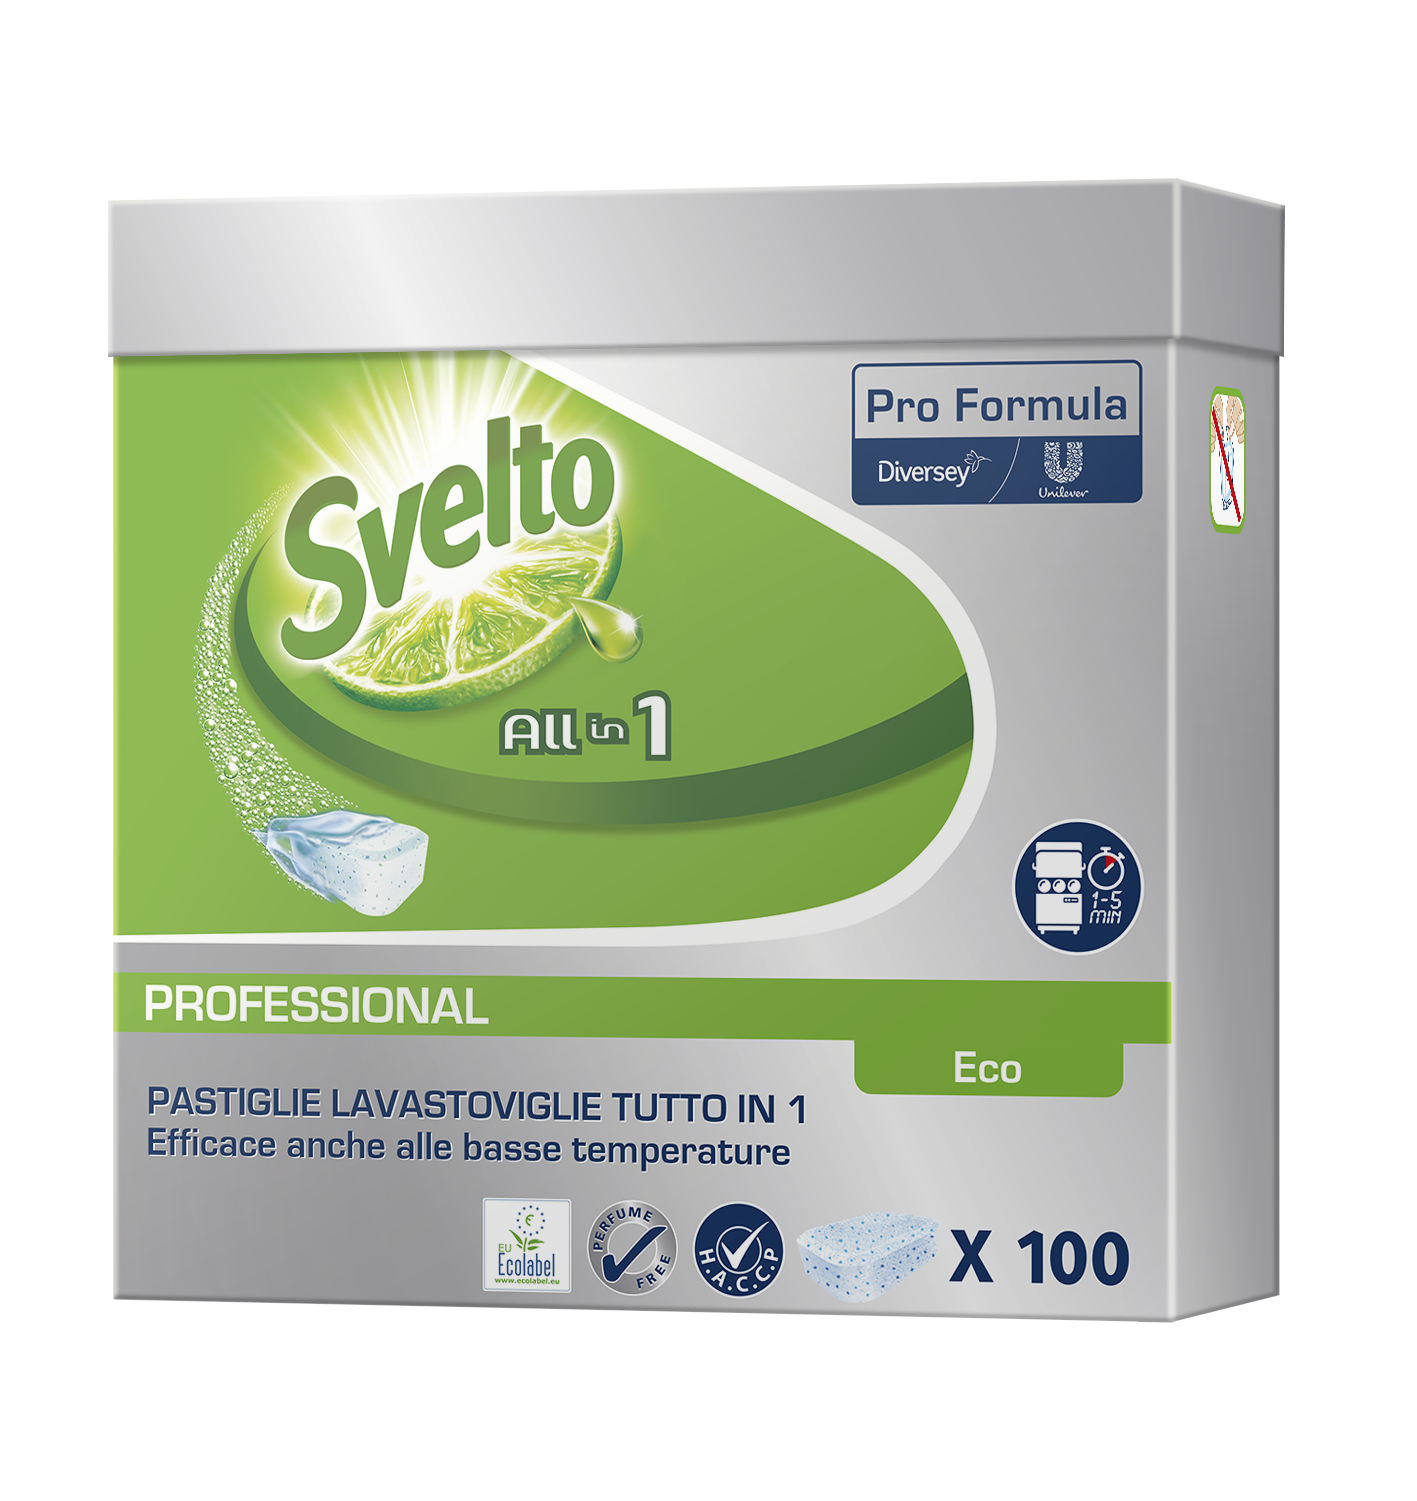 Pro Formula
Diversey
Unilever
Svelto
All in 1
1-5
MIN
PROFESSIONAL
Eco
PASTIGLIE LAVASTOVIGLIE TUTTO IN 1
Efficace anche alle basse temperature
EU
Ecolabel
www.ecolabel.eu
PERFUME
FREE
H.A.C.C.P
X 100